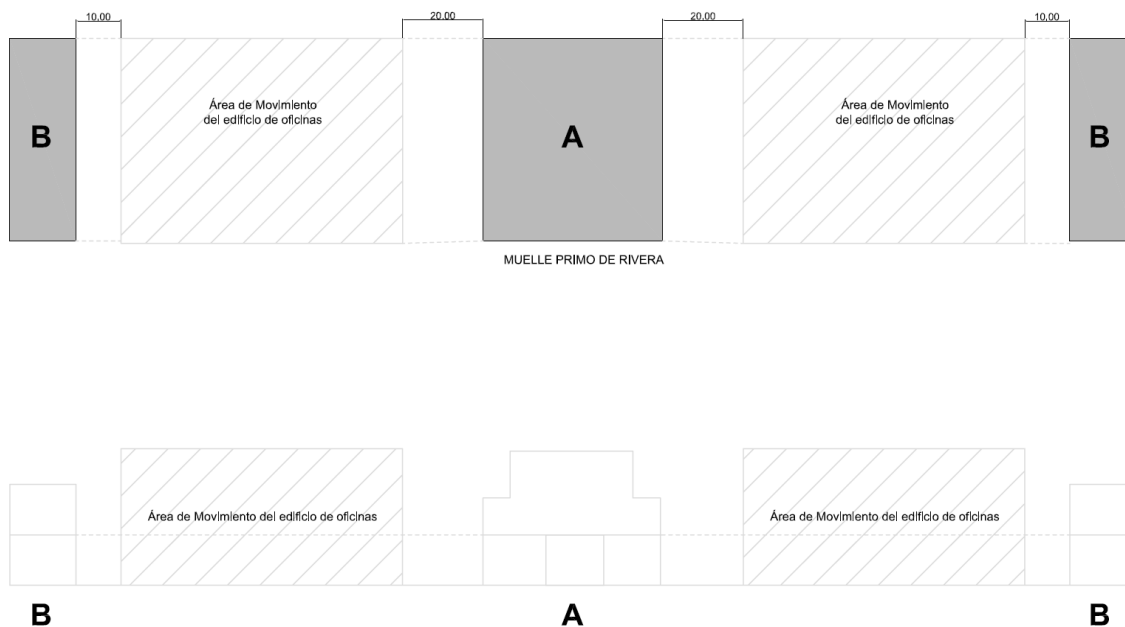 10.00
20.00
20.00
10.00
Área de Movimiento
del edificio de oficinas
Área de Movimiento
del edificio de oficinas
B
A
B
MUELLE PRIMO DE RIVERA
Área de Movimiento del edificio de oficinas
Área de Movimiento del edificio de oficinas
B
A
B